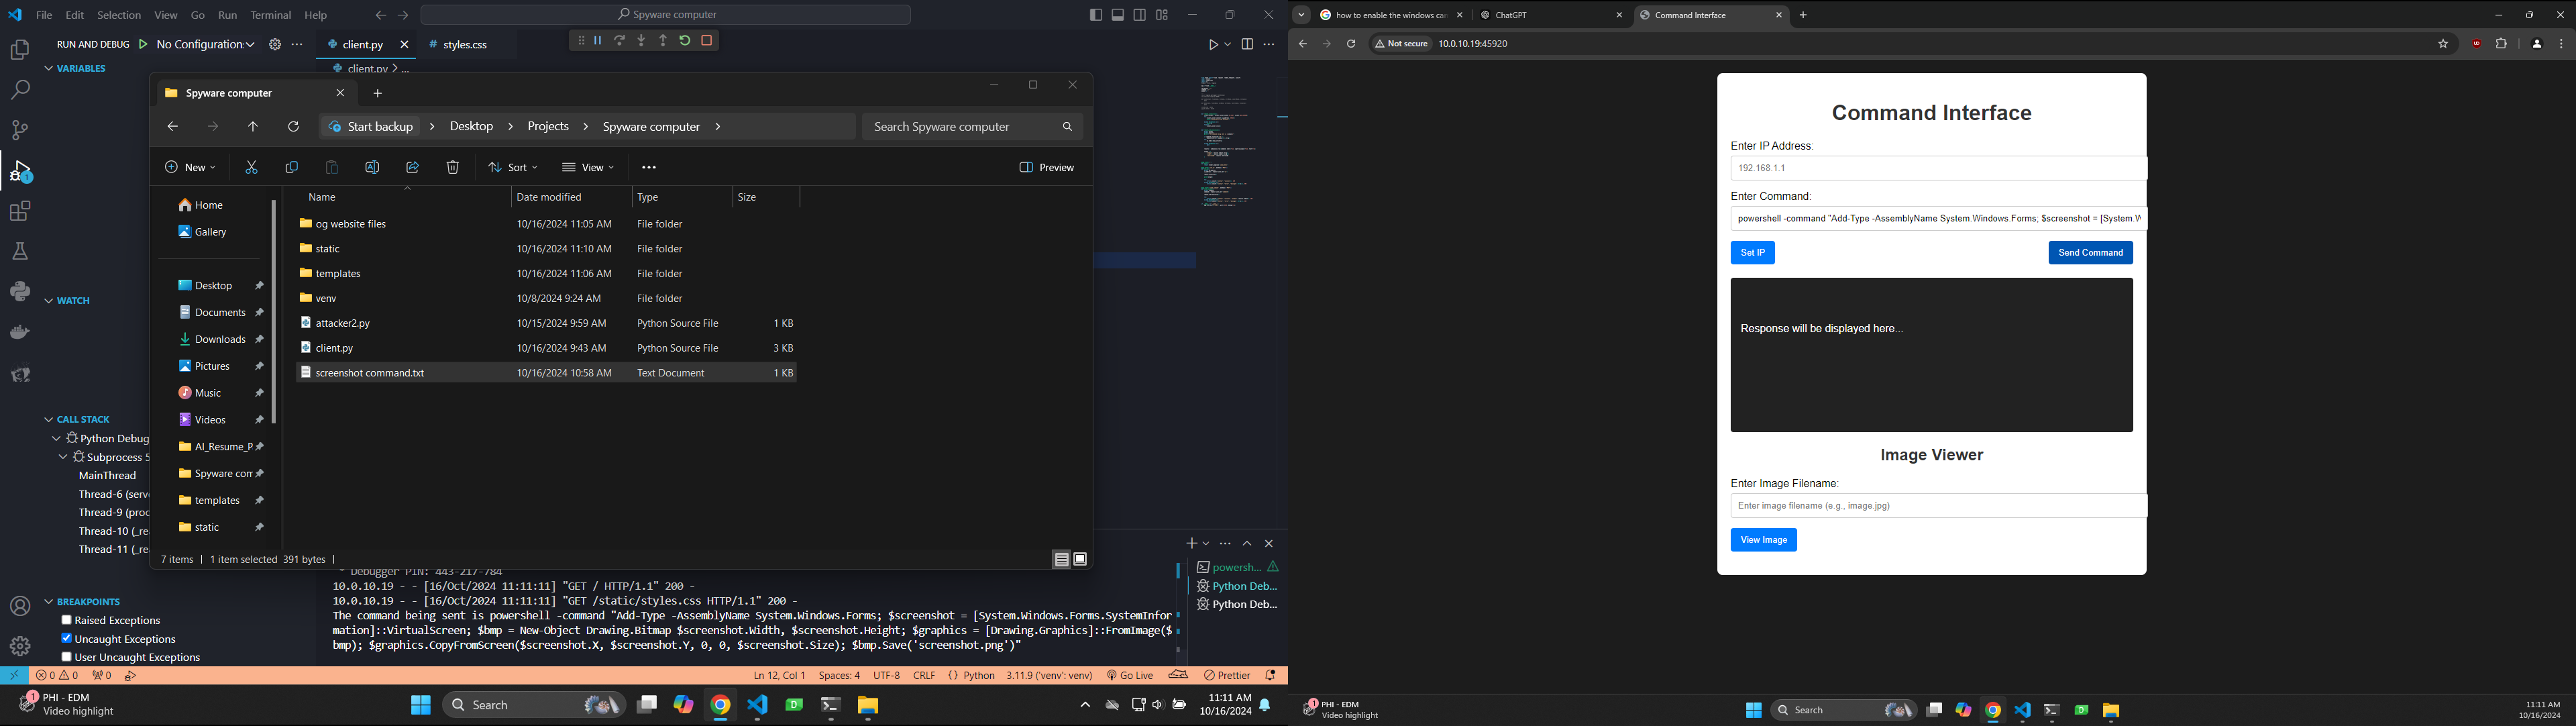 File Edit Selection View Go Run Terminal Help
Spyware computer
RUN AND DEBUG No Configuration:
client.py
# styles.css
VARIABLES
client.py > ...
WATCH
CALL STACK
Python Debug
Subprocess 5
MainThread
Thread-6 (serve
Thread-9 (proc
Thread-10 (_re
Thread-11 (_re
BREAKPOINTS
Raised Exceptions
Uncaught Exceptions
User Uncaught Exceptions
Spyware computer
Start backup > Desktop > Projects > Spyware computer >
Search Spyware computer
New
Sort
View
Preview
Home
Gallery
Desktop
Documents
Downloads
Pictures
Music
Videos
AI_Resume_P
Spyware com
templates
static
Name Date modified Type Size
og website files 10/16/2024 11:05 AM File folder
static 10/16/2024 11:10 AM File folder
templates 10/16/2024 11:06 AM File folder
venv 10/8/2024 9:24 AM File folder
attacker2.py 10/15/2024 9:59 AM Python Source File 1 KB
client.py 10/16/2024 9:43 AM Python Source File 3 KB
screenshot command.txt 10/16/2024 10:58 AM Text Document 1 KB
7 items | 1 item selected 391 bytes |
* Debugger PIN: 443-217-784
10.0.10.19 - - [16/Oct/2024 11:11:11] "GET / HTTP/1.1" 200 -
10.0.10.19 - - [16/Oct/2024 11:11:11] "GET /static/styles.css HTTP/1.1" 200 -
The command being sent is powershell -command "Add-Type -AssemblyName System.Windows.Forms; $screenshot = [System.Windows.Forms.SystemInfor
mation]::VirtualScreen; $bmp = New-Object Drawing.Bitmap $screenshot.Width, $screenshot.Height; $graphics = [Drawing.Graphics]::FromImage($
bmp); $graphics.CopyFromScreen($screenshot.X, $screenshot.Y, 0, 0, $screenshot.Size); $bmp.Save('screenshot.png')"
powersh...
Python Deb...
Python Deb...
0 0 0
Ln 12, Col 1 Spaces: 4 UTF-8 CRLF {} Python 3.11.9 ('venv': venv) Go Live Prettier
1
PHI - EDM
Video highlight
Search
11:11 AM
10/16/2024
how to enable the windows can
ChatGPT
Command Interface
Not secure 10.0.10.19:45920
Command Interface
Enter IP Address:
192.168.1.1
Enter Command:
powershell -command "Add-Type -AssemblyName System.Windows.Forms; $screenshot = [System.W
Set IP
Send Command
Response will be displayed here...
Image Viewer
Enter Image Filename:
Enter image filename (e.g., image.jpg)
View Image
1
PHI - EDM
Video highlight
Search
11:11 AM
10/16/2024